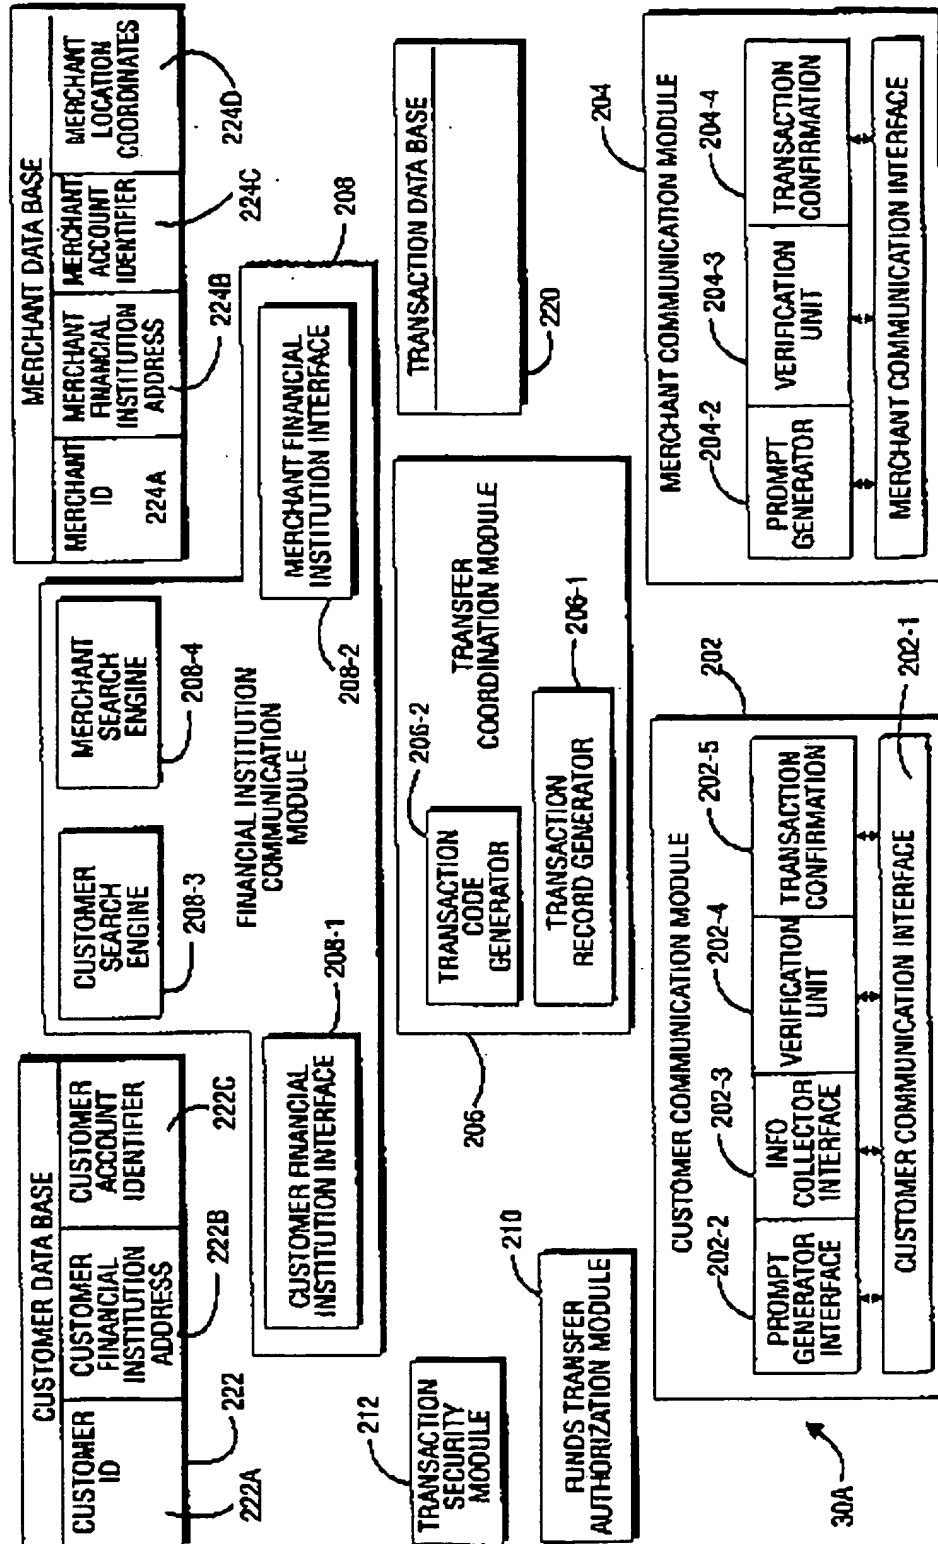 CUSTOMER DATA BASE
CUSTOMER
ID
222A
CUSTOMER
FINANCIAL
INSTITUTION
ADDRESS
222B
CUSTOMER
ACCOUNT
IDENTIFIER
222C
222
CUSTOMER
SEARCH
ENGINE
208-3
MERCHANT
SEARCH
ENGINE
208-4
FINANCIAL INSTITUTION
COMMUNICATION
MODULE
CUSTOMER FINANCIAL
INSTITUTION INTERFACE
208-1
MERCHANT FINANCIAL
INSTITUTION INTERFACE
208-2
208
MERCHANT DATA BASE
MERCHANT
ID
224A
MERCHANT
FINANCIAL
INSTITUTION
ADDRESS
224B
MERCHANT
ACCOUNT
IDENTIFIER
224C
MERCHANT
LOCATION
COORDINATES
224D
212
TRANSACTION
SECURITY
MODULE
210
FUNDS TRANSFER
AUTHORIZATION MODULE
206
TRANSACTION
CODE
GENERATOR
206-2
TRANSFER
COORDINATION MODULE
TRANSACTION
RECORD GENERATOR
206-1
TRANSACTION DATA BASE
220
CUSTOMER COMMUNICATION MODULE
202
202-2
202-3
202-4
202-5
PROMPT
GENERATOR
INTERFACE
INFO
COLLECTOR
INTERFACE
VERIFICATION
UNIT
TRANSACTION
CONFIRMATION
CUSTOMER COMMUNICATION INTERFACE
202-1
30A
MERCHANT COMMUNICATION MODULE
204
204-2
204-3
204-4
PROMPT
GENERATOR
VERIFICATION
UNIT
TRANSACTION
CONFIRMATION
MERCHANT COMMUNICATION INTERFACE